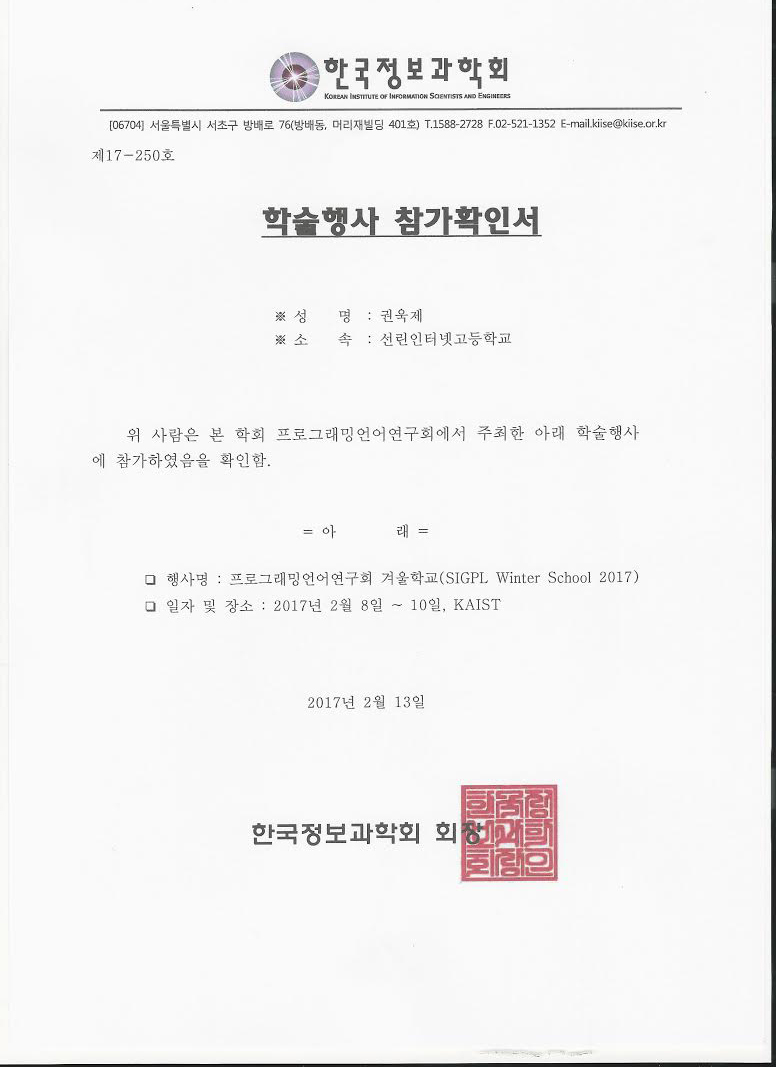 한국정보과학회
KOREAN INSTITUTE OF INFORMATION SCIENTISTS AND ENGINEERS
[06704] 서울특별시 서초구 방배로 76(방배동, 머리재빌딩 401호) T.1588-2728 F.02-521-1352 E-mail.kiise@kiise.or.kr
제17-250호
학술행사 참가확인서
※ 성 명 : 권욱제
※ 소 속 : 선린인터넷고등학교
위 사람은 본 학회 프로그래밍언어연구회에서 주최한 아래 학술행사
에 참가하였음을 확인함.
= 아 래 =
❑ 행사명 : 프로그래밍언어연구회 겨울학교(SIGPL Winter School 2017)
❑ 일자 및 장소 : 2017년 2월 8일 ~ 10일, KAIST
2017년 2월 13일
한국정보과학회 회장
한국정
보과학
회장인